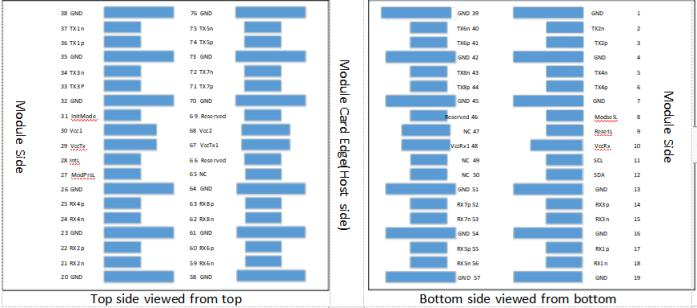 38 GND 76 GND
37 TX1n 75 TX5n
36 TX1p 74 TX5p
35 GND 73 GND
34 TX3n 72 TX7n
33 TX3p 71 TX7p
32 GND 70 GND
31 InitMode 69 Reserved
30 Vcc1 68 Vcc2
29 VccTx 67 VccTx1
28 IntL 66 Reserved
27 ModPrsL 65 NC
26 GND 64 GND
25 RX4p 63 RX8p
24 RX4n 62 RX8n
23 GND 61 GND
22 RX2p 60 RX6p
21 RX2n 59 RX6n
20 GND 58 GND
Module Side
Top side viewed from top
Module Card Edge(Host side)
GND 39 GND 1
TX6n 40 TX2n 2
TX6p 41 TX2p 3
GND 42 GND 4
TX8n 43 TX4n 5
TX8p 44 TX4p 6
GND 45 GND 7
Reserved 46 ModselL 8
NC 47 ResetL 9
VccRx1 48 VccRx 10
NC 49 SCL 11
NC 50 SDA 12
GND 51 GND 13
RX7p 52 RX3p 14
RX7n 53 RX3n 15
GND 54 GND 16
RX5p 55 RX1p 17
RX5n 56 RX1n 18
GND 57 GND 19
Module Side
Bottom side viewed from bottom